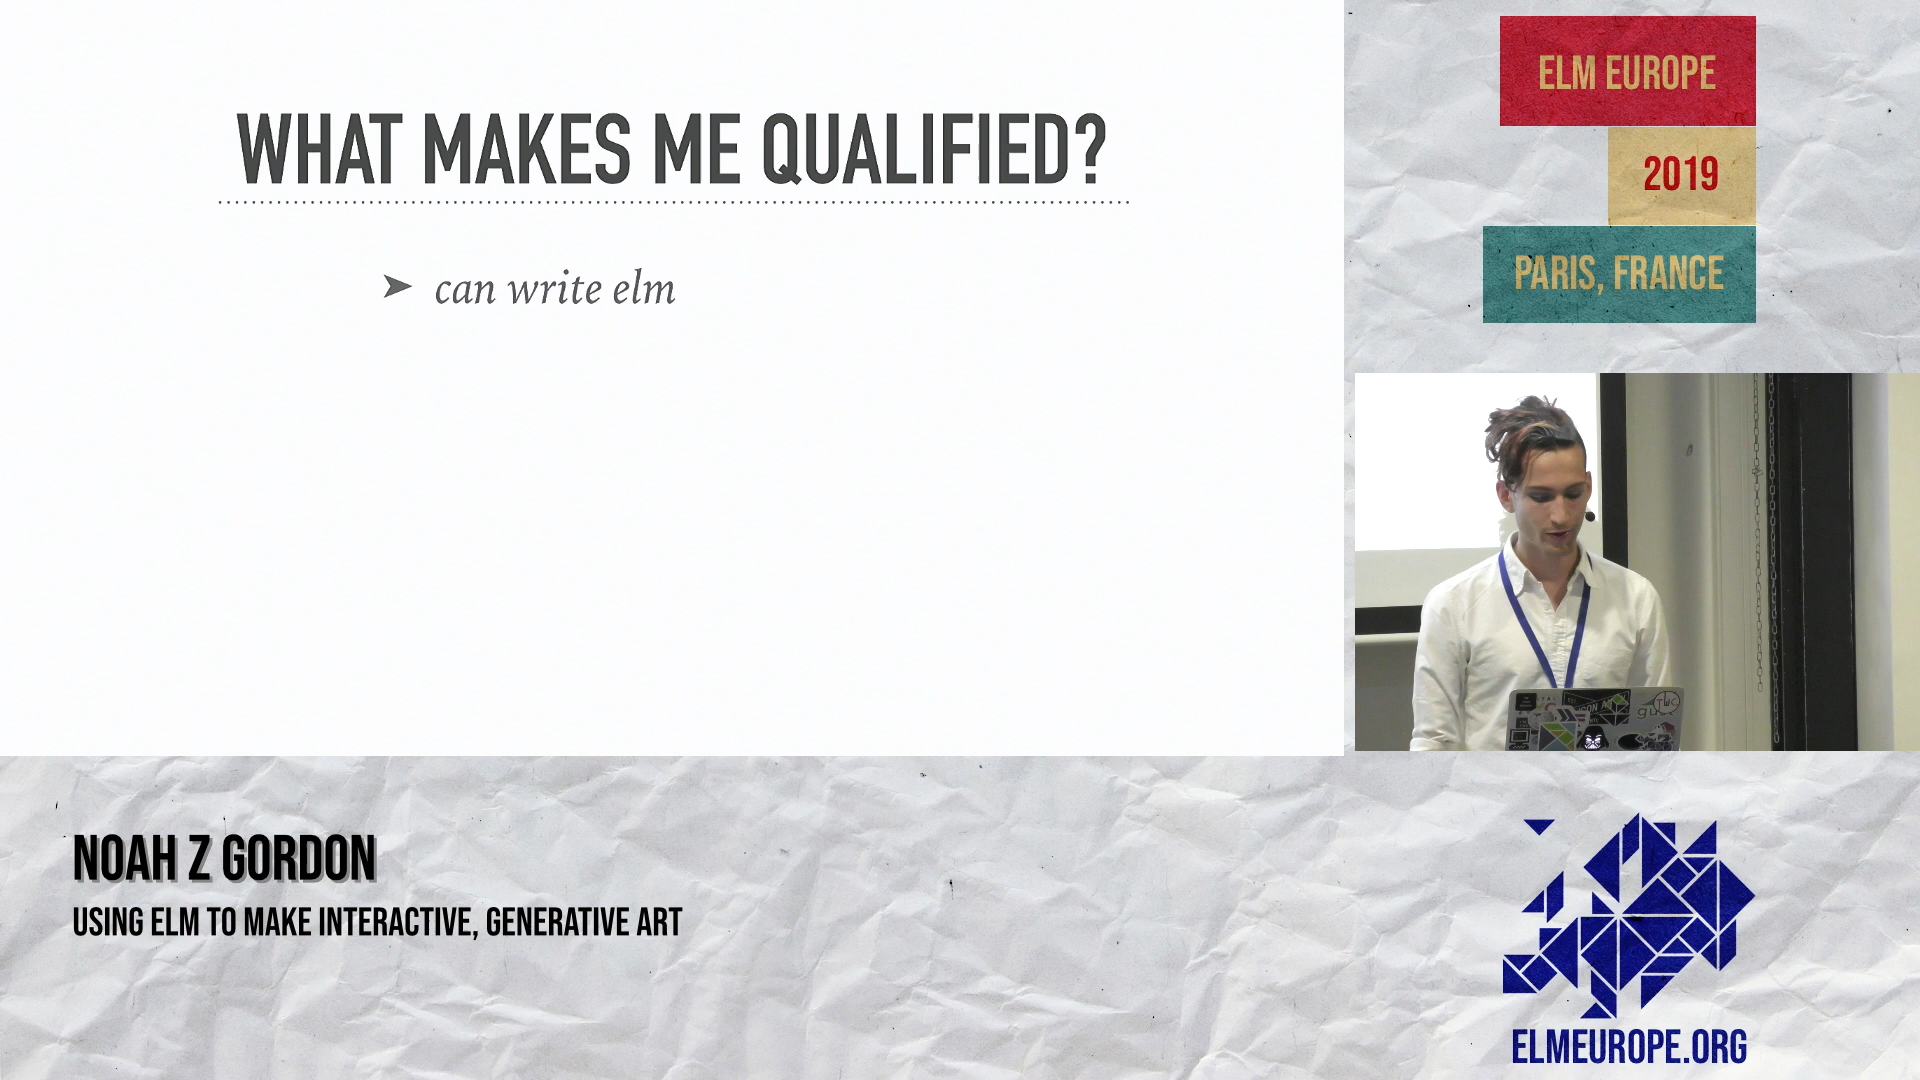 WHAT MAKES ME QUALIFIED?
➤ can write elm
ELM EUROPE
2019
PARIS, FRANCE
TWC
NOAH Z GORDON
USING ELM TO MAKE INTERACTIVE, GENERATIVE ART
ELMEUROPE.ORG